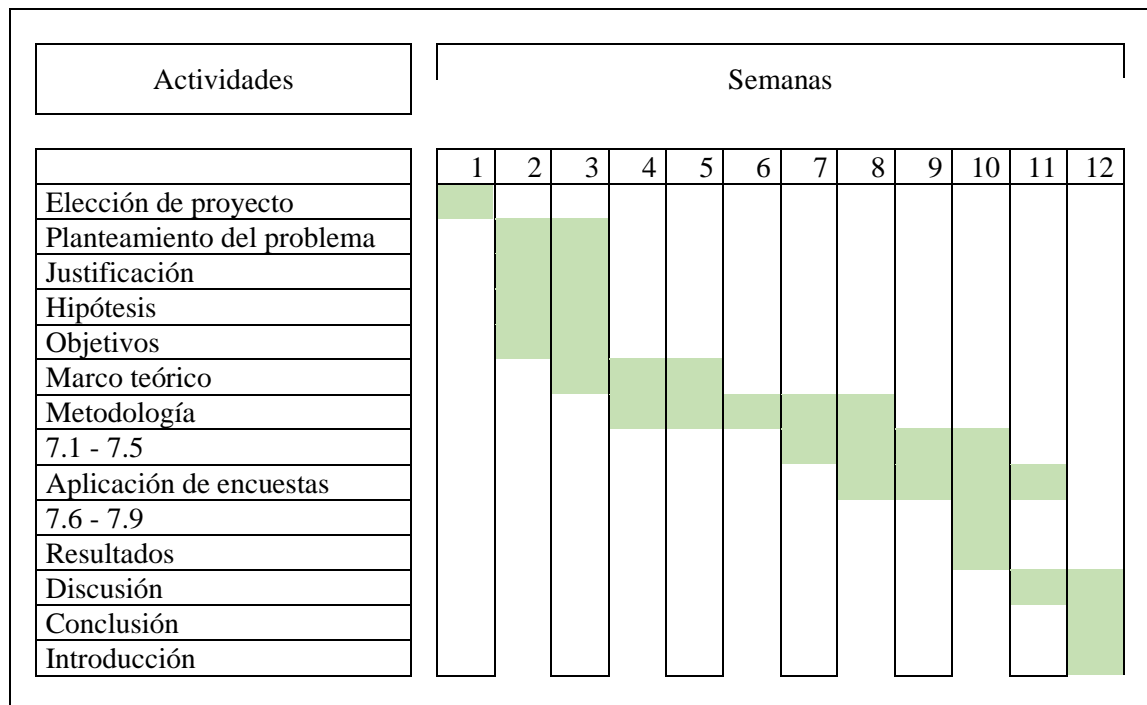 Actividades
Semanas
1 2 3 4 5 6 7 8 9 10 11 12
Elección de proyecto
Planteamiento del problema
Justificación
Hipótesis
Objetivos
Marco teórico
Metodología
7.1 - 7.5
Aplicación de encuestas
7.6 - 7.9
Resultados
Discusión
Conclusión
Introducción